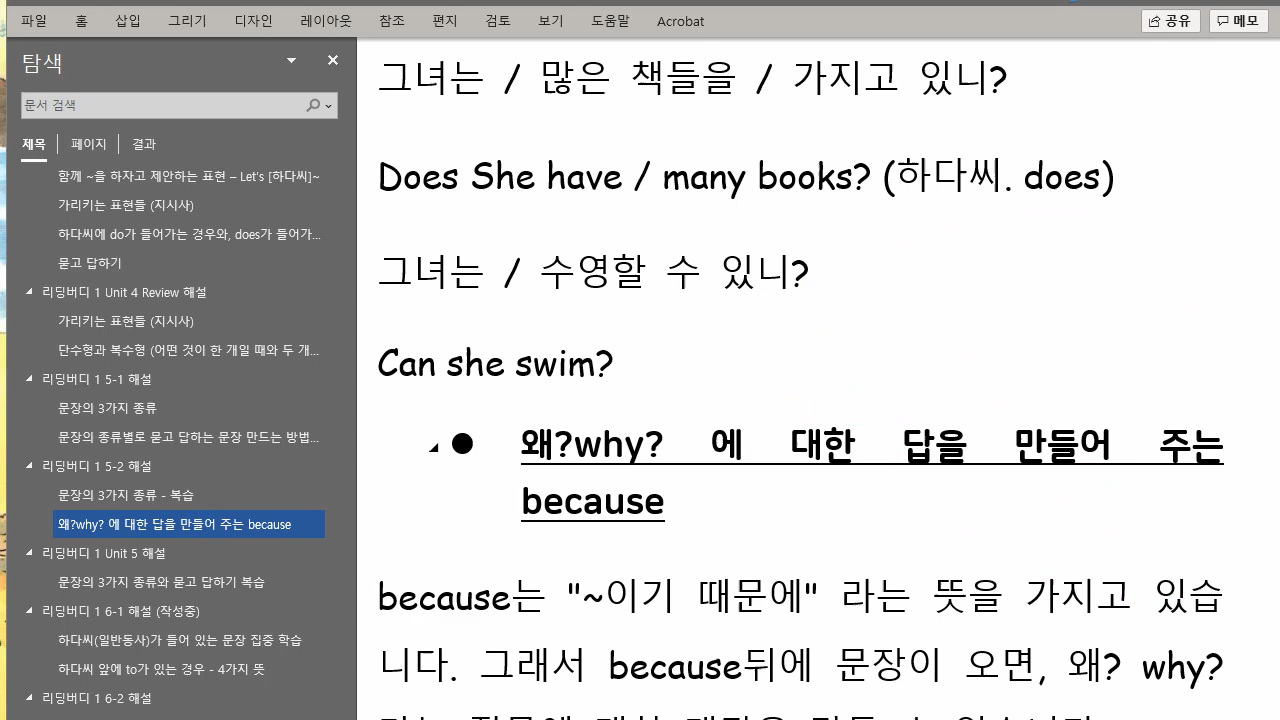 파일 홈 삽입 그리기 디자인 레이아웃 참조 편지 검토 보기 도움말 Acrobat 공유 메모
탐색
문서 검색
제목 페이지 결과
함께 ~을 하자고 제안하는 표현 – Let's [하다씨]~
가리키는 표현들 (지시사)
하다씨에 do가 들어가는 경우와, does가 들어가...
묻고 답하기
리딩버디 1 Unit 4 Review 해설
가리키는 표현들 (지시사)
단수형과 복수형 (어떤 것이 한 개일 때와 두 개...
리딩버디 1 5-1 해설
문장의 3가지 종류
문장의 종류별로 묻고 답하는 문장 만드는 방법...
리딩버디 1 5-2 해설
문장의 3가지 종류 - 복습
왜?why? 에 대한 답을 만들어 주는 because
리딩버디 1 Unit 5 해설
문장의 3가지 종류와 묻고 답하기 복습
리딩버디 1 6-1 해설 (작성중)
하다씨(일반동사)가 들어 있는 문장 집중 학습
하다씨 앞에 to가 있는 경우 - 4가지 뜻
리딩버디 1 6-2 해설
그녀는 / 많은 책들을 / 가지고 있니?
Does She have / many books? (하다씨. does)
그녀는 / 수영할 수 있니?
Can she swim?
왜?why? 에 대한 답을 만들어 주는
because
because는 "~이기 때문에" 라는 뜻을 가지고 있습
니다. 그래서 because뒤에 문장이 오면, 왜? why?